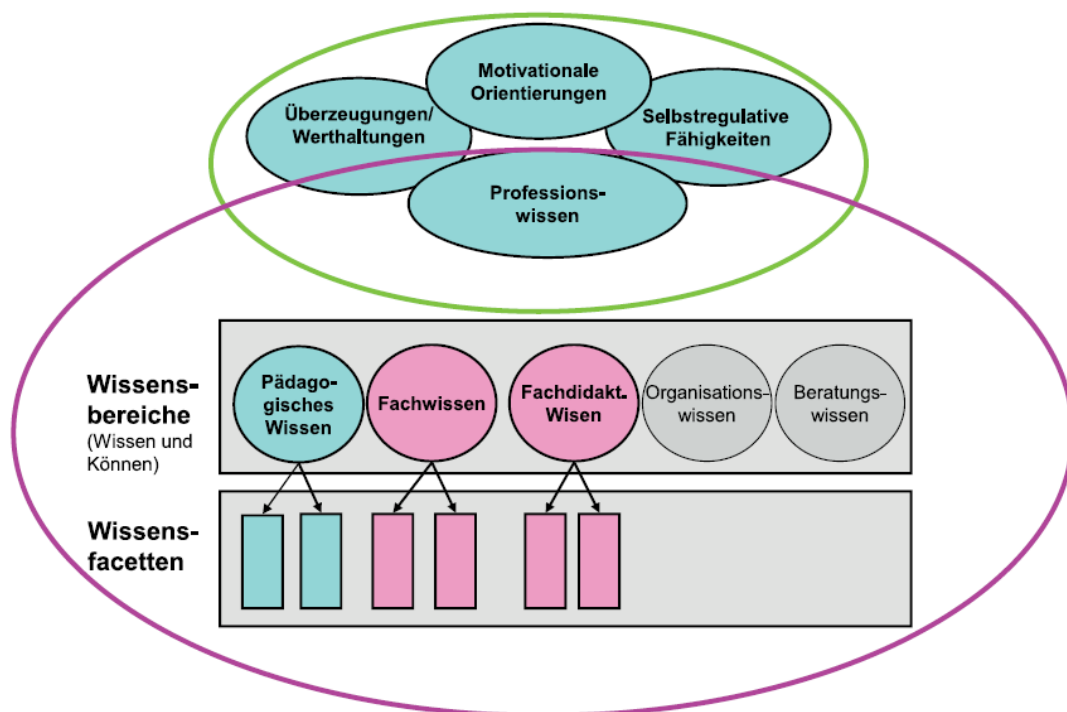 Motivationale
Orientierungen
Überzeugungen/
Werthaltungen
Selbstregulative
Fähigkeiten
Professions-
wissen
Wissens-
bereiche
(Wissen und
Können)
Pädago-
gisches
Wissen
Fachwissen
Fachdidakt.
Wisen
Organisations-
wissen
Beratungs-
wissen
Wissens-
facetten